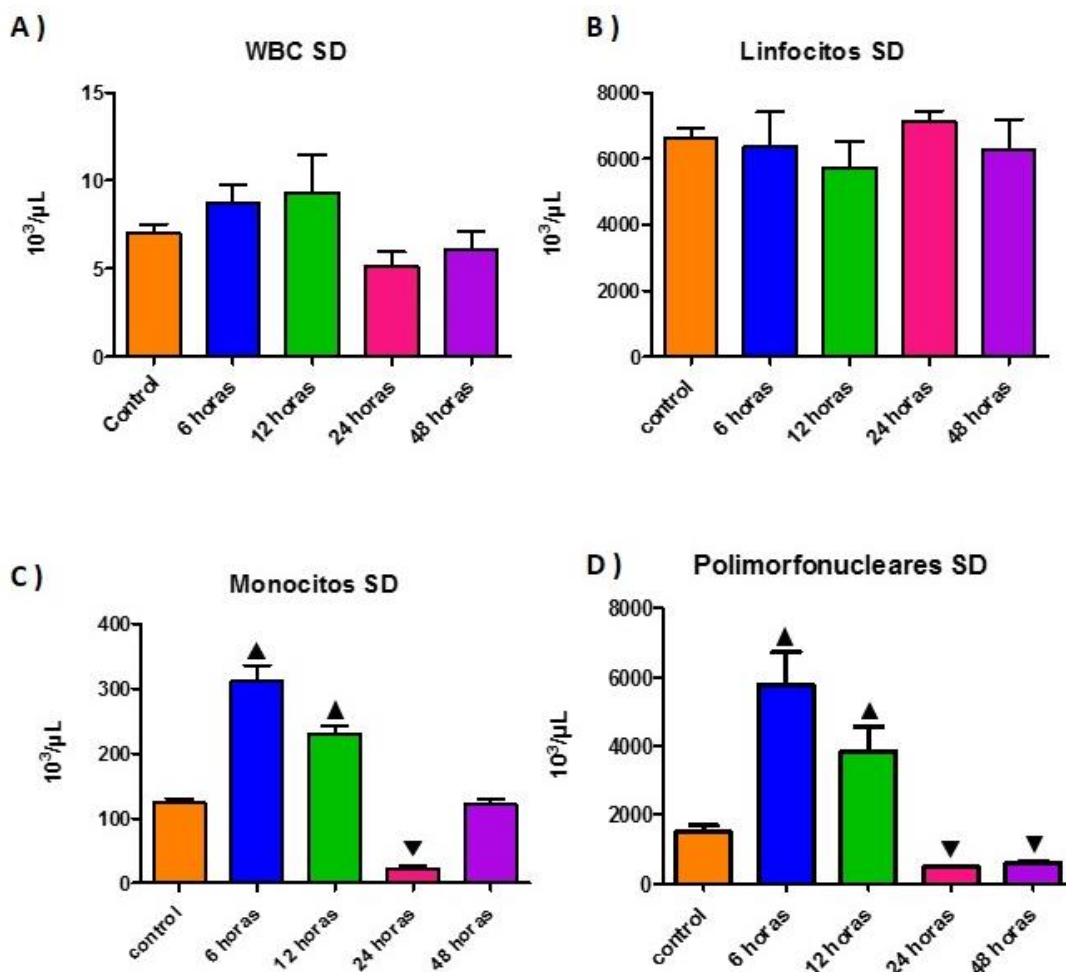 A )
WBC SD
15
10
5
0
10³/µL
Control
6 horas
12 horas
24 horas
48 horas
B )
Linfocitos SD
8000
6000
4000
2000
0
10³/µL
control
6 horas
12 horas
24 horas
48 horas
C )
Monocitos SD
400
300
200
100
0
10³/µL
control
6 horas
12 horas
24 horas
48 horas
D )
Polimorfonucleares SD
8000
6000
4000
2000
0
10³/µL
control
6 horas
12 horas
24 horas
48 horas